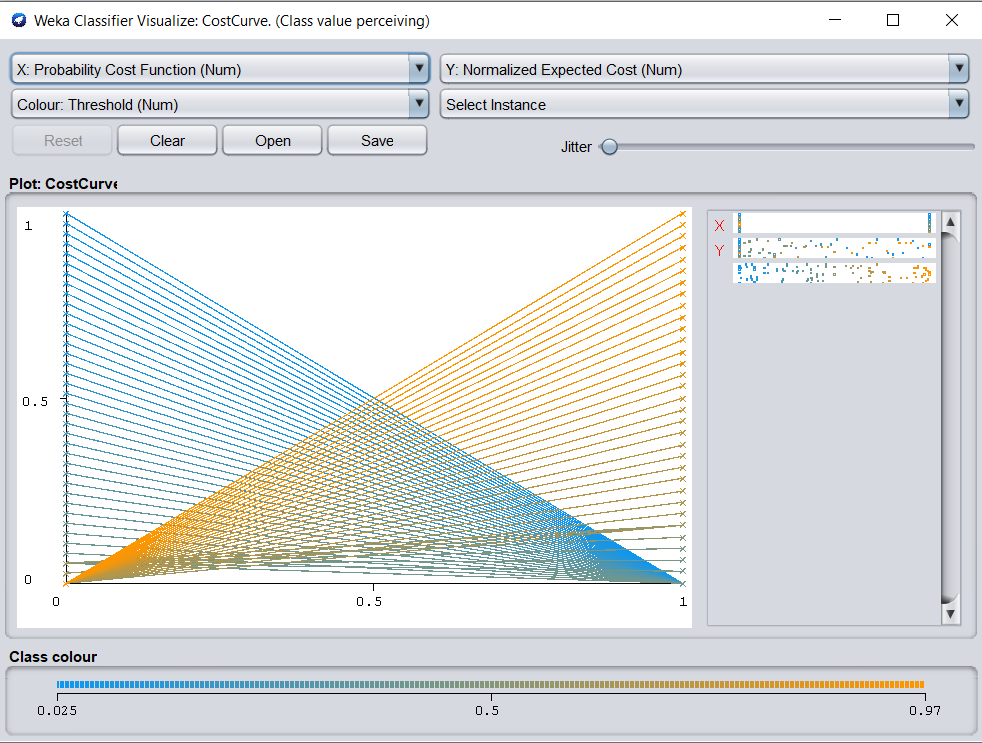 Weka Classifier Visualize: CostCurve. (Class value perceiving)
X: Probability Cost Function (Num)
Y: Normalized Expected Cost (Num)
Colour: Threshold (Num)
Select Instance
Reset
Clear
Open
Save
Jitter
Plot: CostCurve
1
0.5
0
0
0.5
1
X
Y
Class colour
0.025
0.5
0.97